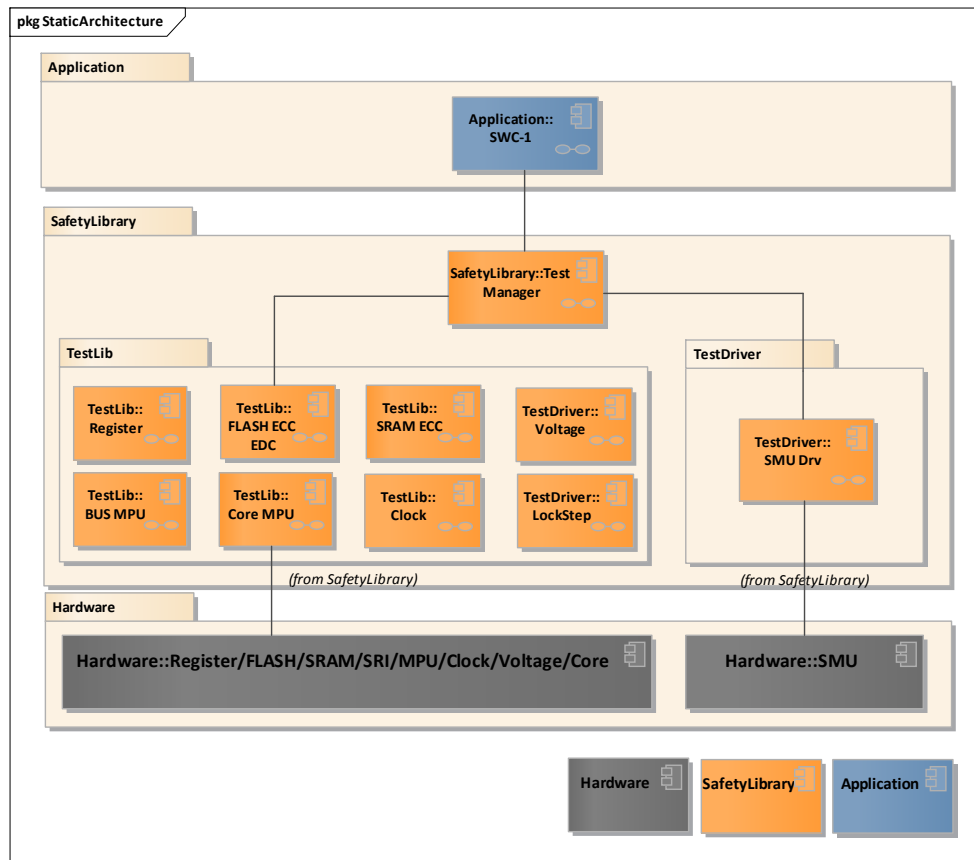 pkg StaticArchitecture
Application
Application::
SWC-1
SafetyLibrary
SafetyLibrary::Test
Manager
TestLib
TestDriver
TestLib::
Register
TestLib::
FLASH ECC
EDC
TestLib::
SRAM ECC
TestDriver::
Voltage
TestDriver::
SMU Drv
TestLib::
BUS MPU
TestLib::
Core MPU
TestLib::
Clock
TestDriver::
LockStep
(from SafetyLibrary)
(from SafetyLibrary)
Hardware
Hardware::Register/FLASH/SRAM/SRI/MPU/Clock/Voltage/Core
Hardware::SMU
Hardware
SafetyLibrary
Application